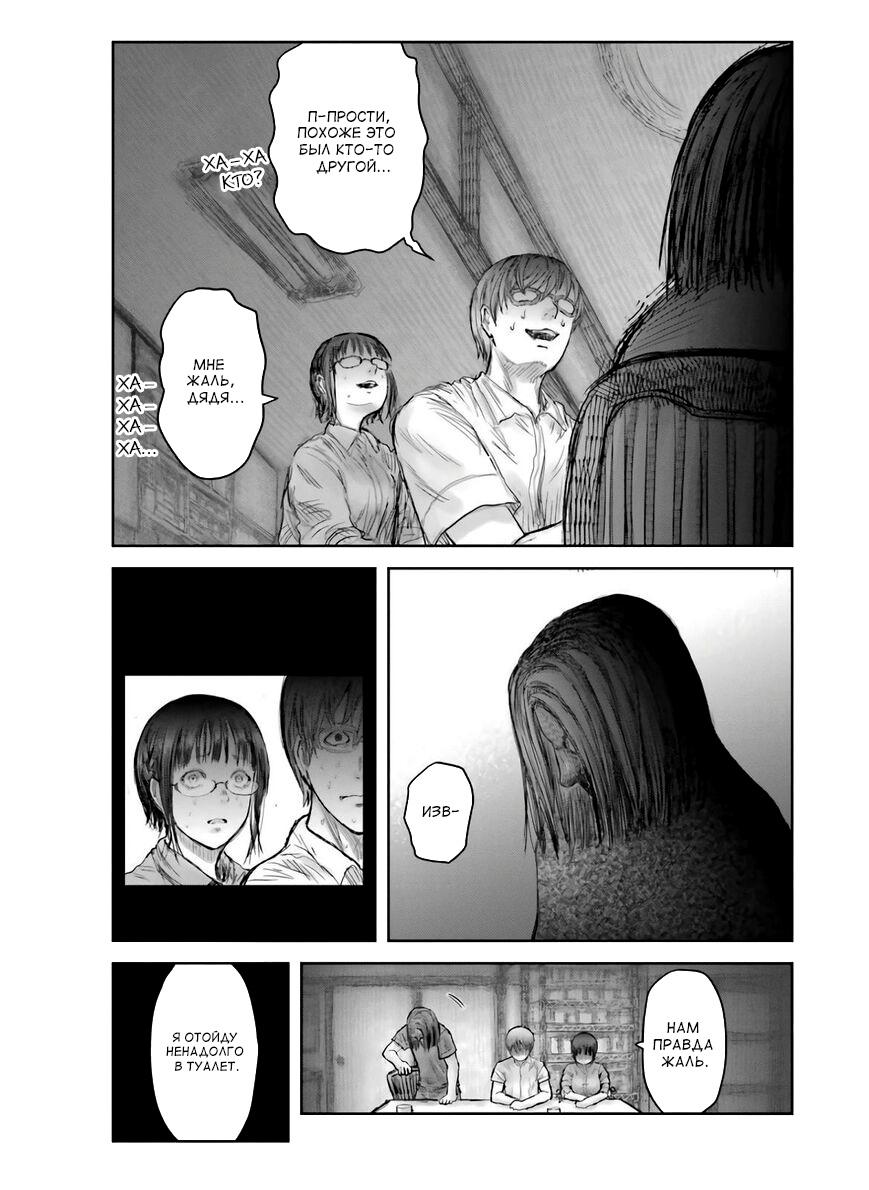 П-ПРОСТИ,
ПОХОЖЕ ЭТО
БЫЛ КТО-ТО
ДРУГОЙ...
ХА-ХА
КТО?
МНЕ
ЖАЛЬ,
ДЯДЯ...
ХА-
ХА-
ХА-
ХА...
ИЗВ-
Я ОТОЙДУ
НЕНАДОЛГО
В ТУАЛЕТ.
НАМ
ПРАВДА
ЖАЛЬ.